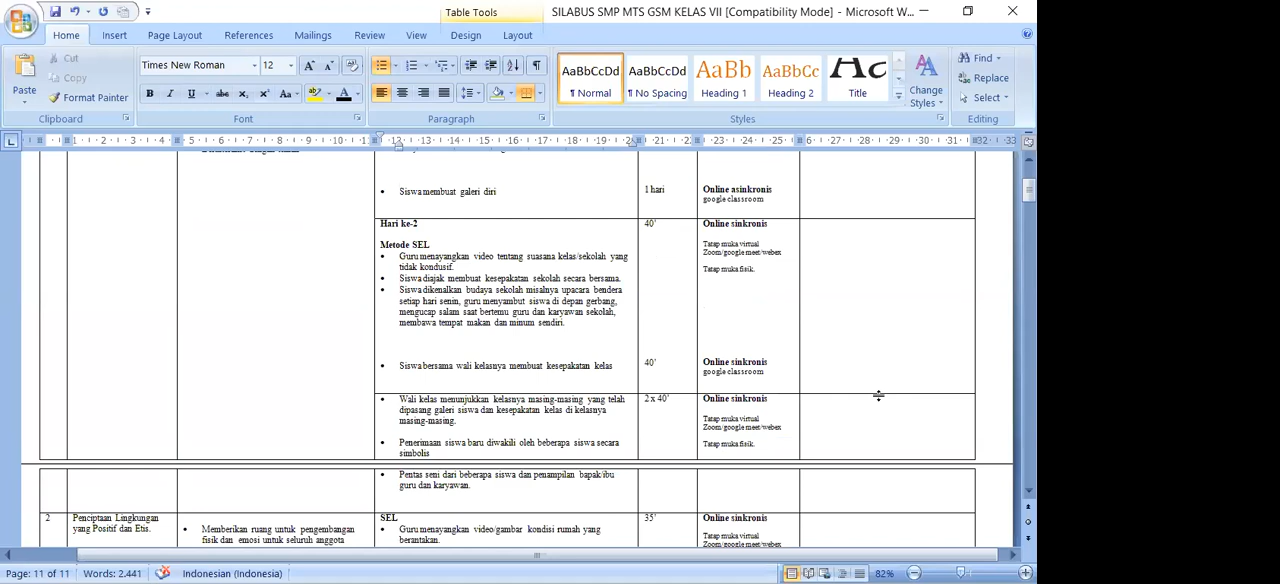 Table Tools
SILABUS SMP MTS GSM KELAS VII [Compatibility Mode] - Microsoft W...
Home Insert Page Layout References Mailings Review View Design Layout
Cut
Copy
Paste
Format Painter
Clipboard
Times New Roman 12
Font
Paragraph
AaBbCcDd AaBbCcDd AaBb AaBbCc Ac
¶ Normal ¶ No Spacing Heading 1 Heading 2 Title
Change
Styles
Styles
Find
Replace
Select
Editing
Siswa membuat galeri diri
1 hari
Online asinkronis
google classroom
Hari ke-2
40'
Online sinkronis
Metode SEL
Tatap muka virtual
Zoom/google meet/webex
Tatap muka fisik.
Guru menayangkan video tentang suasana kelas/sekolah yang
tidak kondusif.
Siswa diajak membuat kesepakatan sekolah secara bersama.
Siswa dikenalkan budaya sekolah misalnya upacara bendera
setiap hari senin, guru menyambut siswa di depan gerbang,
mengucap salam saat bertemu guru dan karyawan sekolah,
membawa tempat makan dan minum sendiri.
Siswa bersama wali kelasnya membuat kesepakatan kelas
40'
Online sinkronis
google classroom
Wali kelas menunjukkan kelasnya masing-masing yang telah
dipasang galeri siswa dan kesepakatan kelas di kelasnya
masing-masing.
2 x 40'
Online sinkronis
Tatap muka virtual
Zoom/google meet/webex
Tatap muka fisik.
Penerimaan siswa baru diwakili oleh beberapa siswa secara
simbolis
Pentas seni dari beberapa siswa dan penampilan bapak/ibu
guru dan karyawan.
2
Penciptaan Lingkungan
yang Positif dan Etis.
Memberikan ruang untuk pengembangan
fisik dan emosi untuk seluruh anggota
SEL
Guru menayangkan video/gambar kondisi rumah yang
berantakan.
35'
Online sinkronis
Tatap muka virtual
Zoom/google meet/webex
Page: 11 of 11 Words: 2.441 Indonesian (Indonesia) 82%